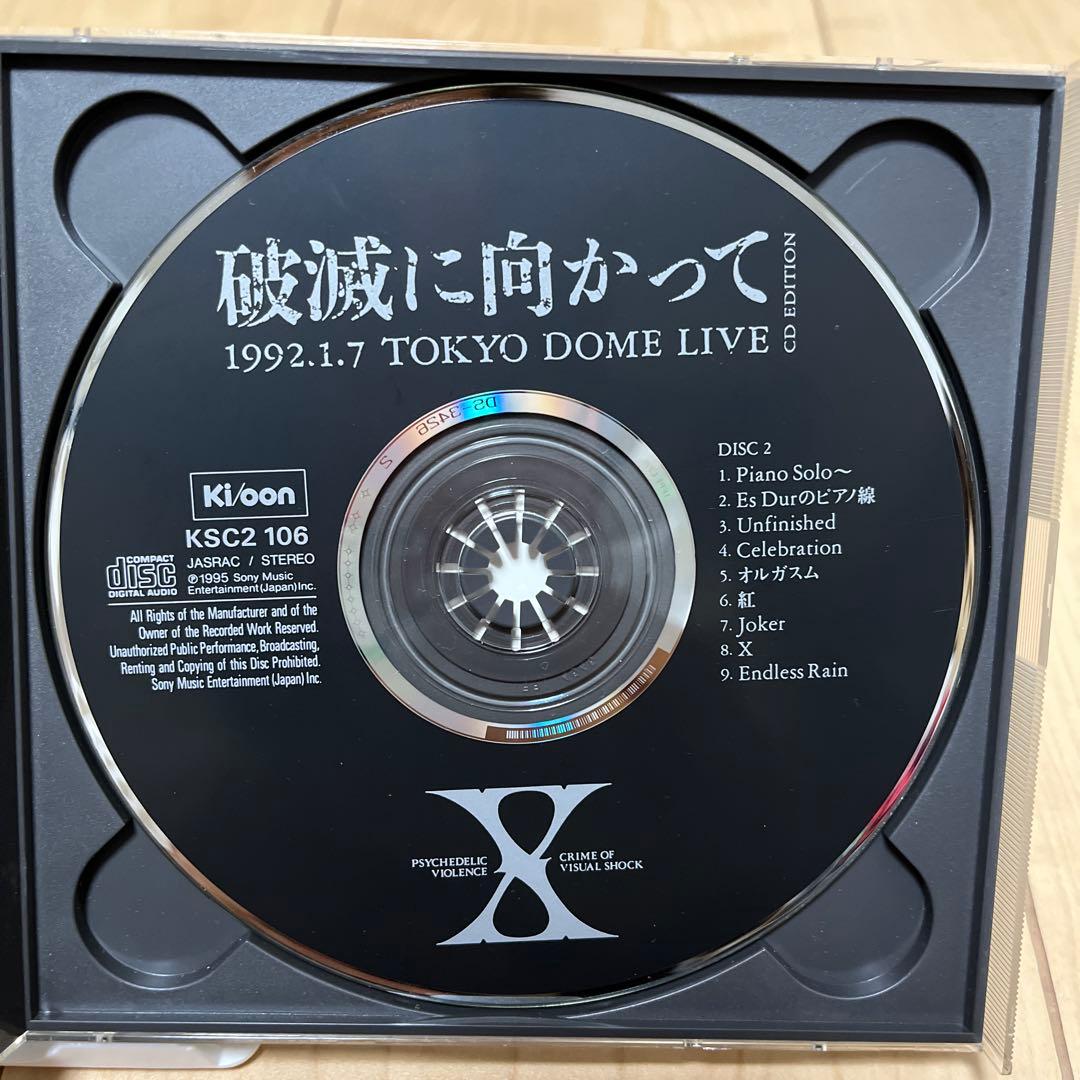 破滅に向かって
1992.1.7 TOKYO DOME LIVE
CD EDITION
DISC 2
1. Piano Solo～
2. Es Durのピアノ線
3. Unfinished
4. Celebration
5. オルガスム
6. 紅
7. Joker
8. X
9. Endless Rain
Ki/oon
KSC2 106
COMPACT
disc
DIGITAL AUDIO
JASRAC / STEREO
℗1995 Sony Music
Entertainment(Japan)Inc.
All Rights of the Manufacturer and of the
Owner of the Recorded Work Reserved.
Unauthorized Public Performance, Broadcasting,
Renting and Copying of this Disc Prohibited.
Sony Music Entertainment (Japan) Inc.
DS-3426
X
PSYCHEDELIC
VIOLENCE
CRIME OF
VISUAL SHOCK